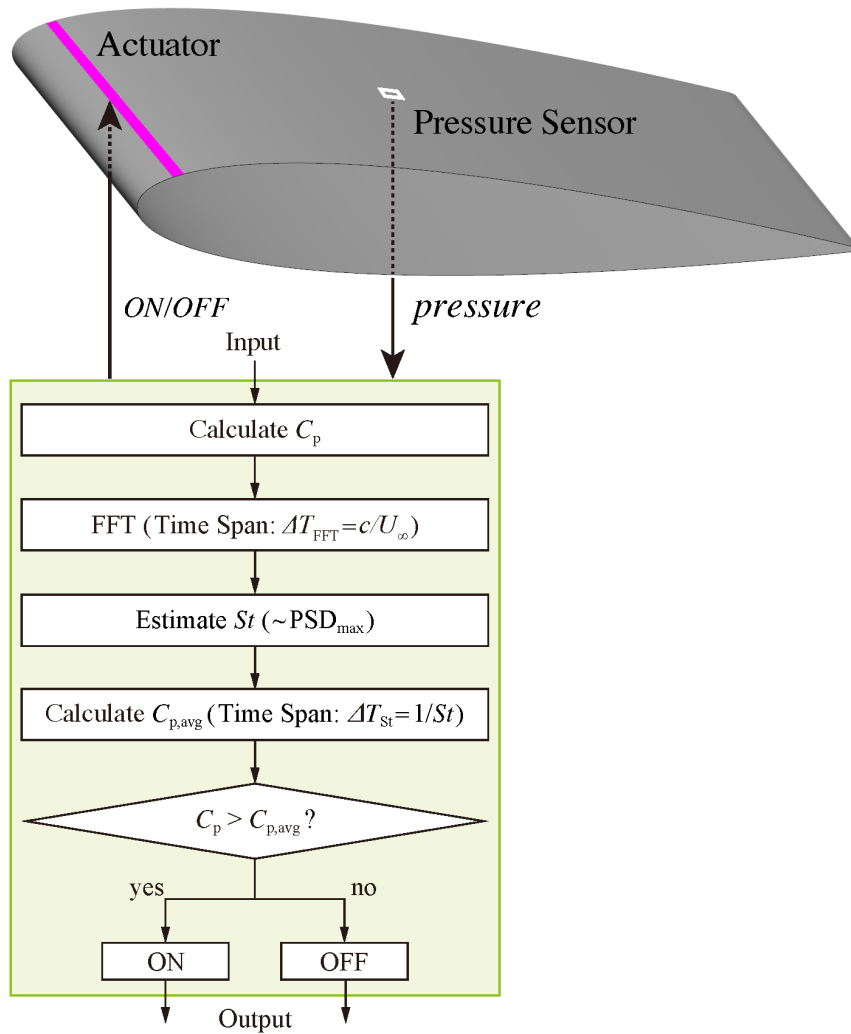 Actuator
Pressure Sensor
ON/OFF
pressure
Input
Calculate Cp
FFT (Time Span: ΔTFFT=c/U∞)
Estimate St (~PSDmax)
Calculate Cp,avg (Time Span: ΔTSt=1/St)
Cp > Cp,avg?
yes
no
ON
OFF
Output